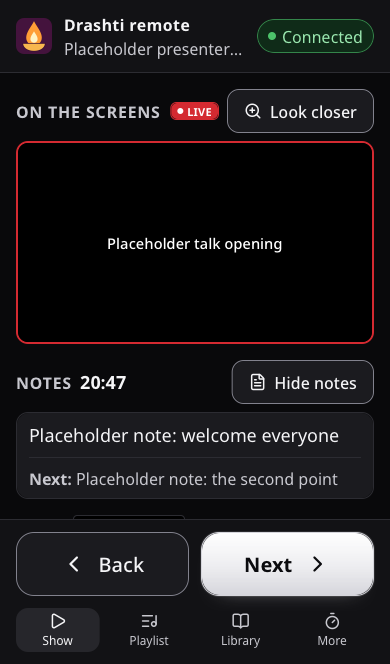 Drashti remote
Placeholder presenter...
Connected
ON THE SCREENS
LIVE
Look closer
Placeholder talk opening
NOTES 20:47
Hide notes
Placeholder note: welcome everyone
Next: Placeholder note: the second point
Back
Next
Show
Playlist
Library
More